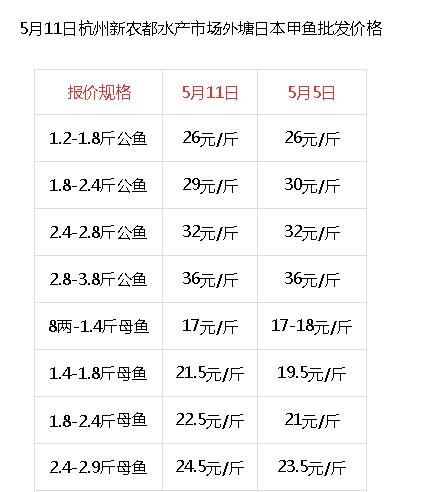 5月11日杭州新农都水产市场外塘日本甲鱼批发价格
报价规格 5月11日 5月5日
1.2-1.8斤公鱼 26元/斤 26元/斤
1.8-2.4斤公鱼 29元/斤 30元/斤
2.4-2.8斤公鱼 32元/斤 32元/斤
2.8-3.8斤公鱼 36元/斤 36元/斤
8两-1.4斤母鱼 17元/斤 17-18元/斤
1.4-1.8斤母鱼 21.5元/斤 19.5元/斤
1.8-2.4斤母鱼 22.5元/斤 21元/斤
2.4-2.9斤母鱼 24.5元/斤 23.5元/斤